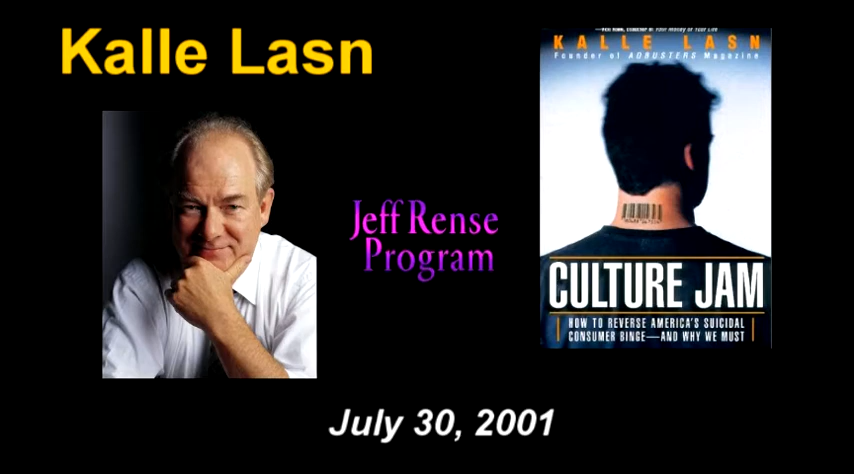 Kalle Lasn
KALLE LASN
Founder of ADBUSTERS Magazine
Jeff Rense
Program
CULTURE JAM
HOW TO REVERSE AMERICA'S SUICIDAL
CONSUMER BINGE—AND WHY WE MUST
July 30, 2001